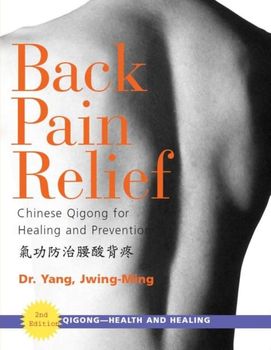 Back
Pain
Relief
Chinese Qigong for
Healing and Prevention
氣功防治腰酸背疼
Dr. Yang, Jwing-Ming
2nd
Edition
QIGONG—HEALTH AND HEALING